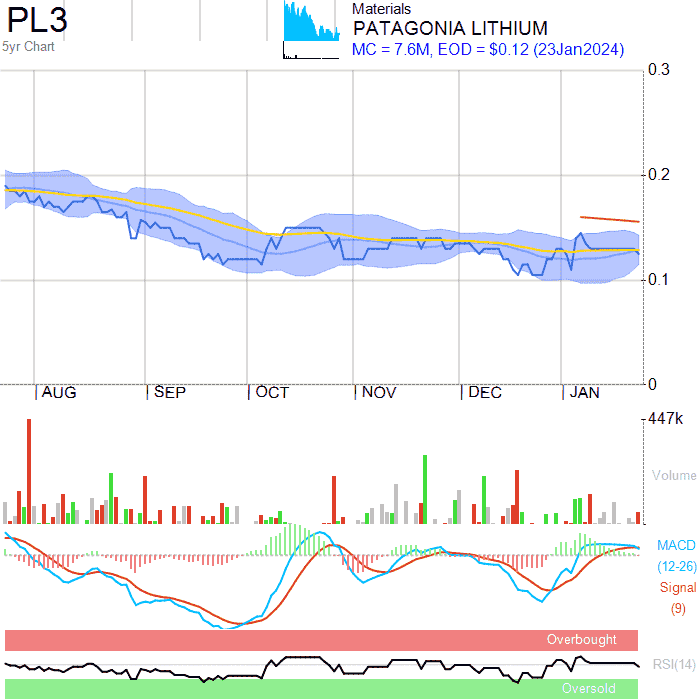 PL3
5yr Chart
Materials
PATAGONIA LITHIUM
MC = 7.6M, EOD = $0.12 (23Jan2024)
0.3
0.2
0.1
0
AUG SEP OCT NOV DEC JAN
447k
Volume
MACD
(12-26)
Signal
(9)
Overbought
RSI(14)
Oversold